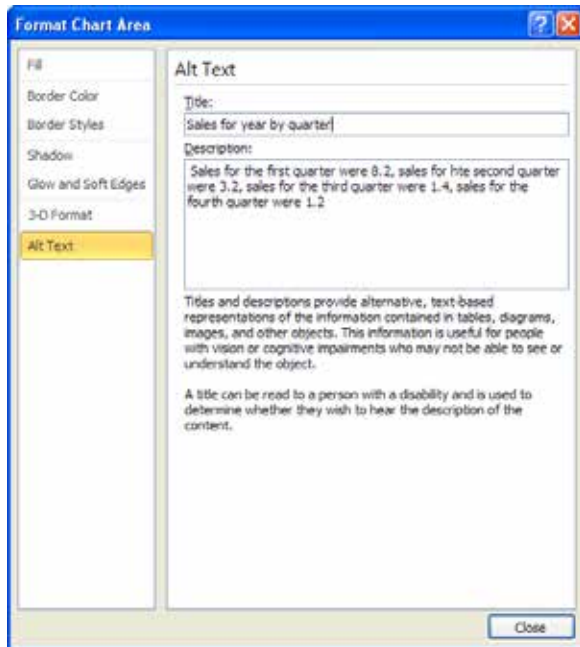 Format Chart Area
Fill
Border Color
Border Styles
Shadow
Glow and Soft Edges
3-D Format
Alt Text
Alt Text
Title:
Sales for year by quarter
Description:
Sales for the first quarter were 8.2, sales for hte second quarter
were 3.2, sales for the third quarter were 1.4, sales for the
fourth quarter were 1.2
Titles and descriptions provide alternative, text-based
representations of the information contained in tables, diagrams,
images, and other objects. This information is useful for people
with vision or cognitive impairments who may not be able to see or
understand the object.
A title can be read to a person with a disability and is used to
determine whether they wish to hear the description of the
content.
Close